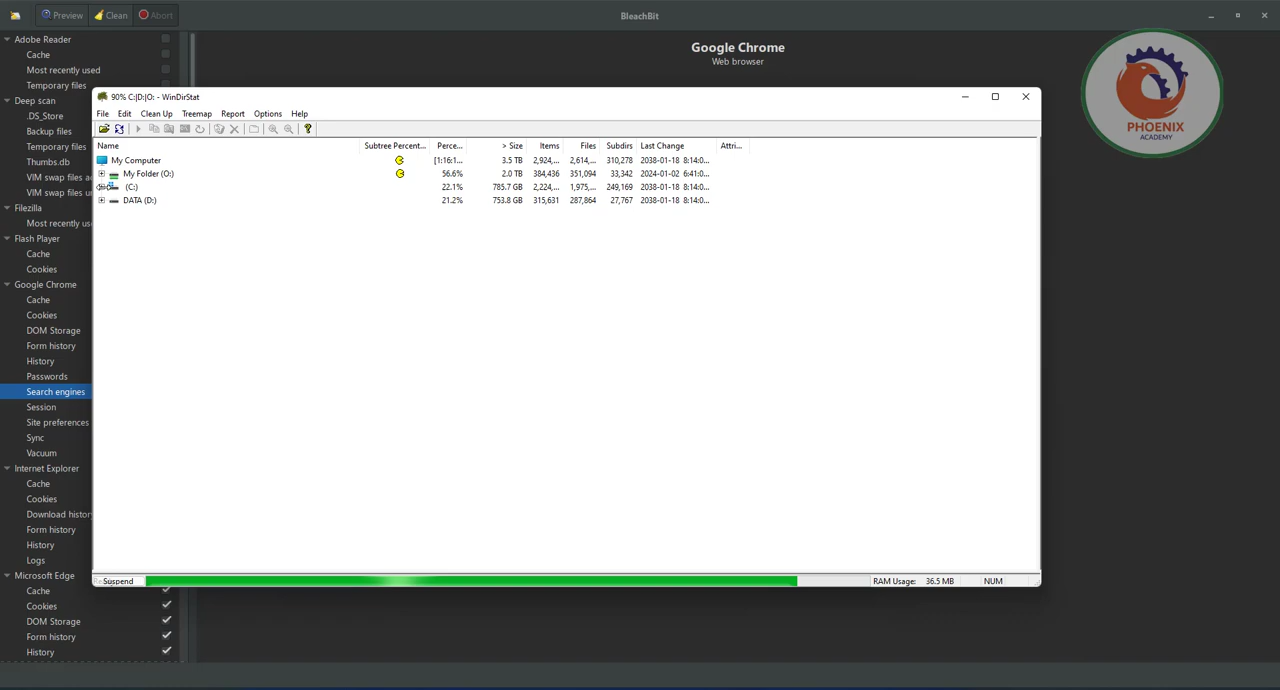 Preview Clean Abort BleachBit
Adobe Reader
Cache
Most recently used
Temporary files
Deep scan
.DS_Store
Backup files
Temporary files
Thumbs.db
VIM swap files
VIM swap files
Filezilla
Most recently
Flash Player
Cache
Cookies
Google Chrome
Cache
Cookies
DOM Storage
Form history
History
Passwords
Search engines
Session
Site preferences
Sync
Vacuum
Internet Explorer
Cache
Cookies
Download history
Form history
History
Logs
Microsoft Edge
Cache
Cookies
DOM Storage
Form history
History
Google Chrome
Web browser
PHOENIX
ACADEMY
90% C:|D:|O: - WinDirStat
File Edit Clean Up Treemap Report Options Help
Name Subtree Percent... Perce... > Size Items Files Subdirs Last Change Attri...
My Computer [1:16:1... 3.5 TB 2,924,... 2,614,... 310,278 2038-01-18 8:14:0...
My Folder (O:) 56.6% 2.0 TB 384,436 351,094 33,342 2024-01-02 6:41:0...
(C:) 22.1% 785.7 GB 2,224,... 1,975,... 249,169 2038-01-18 8:14:0...
DATA (D:) 21.2% 753.8 GB 315,631 287,864 27,767 2038-01-18 8:14:0...
Suspend RAM Usage: 36.5 MB NUM